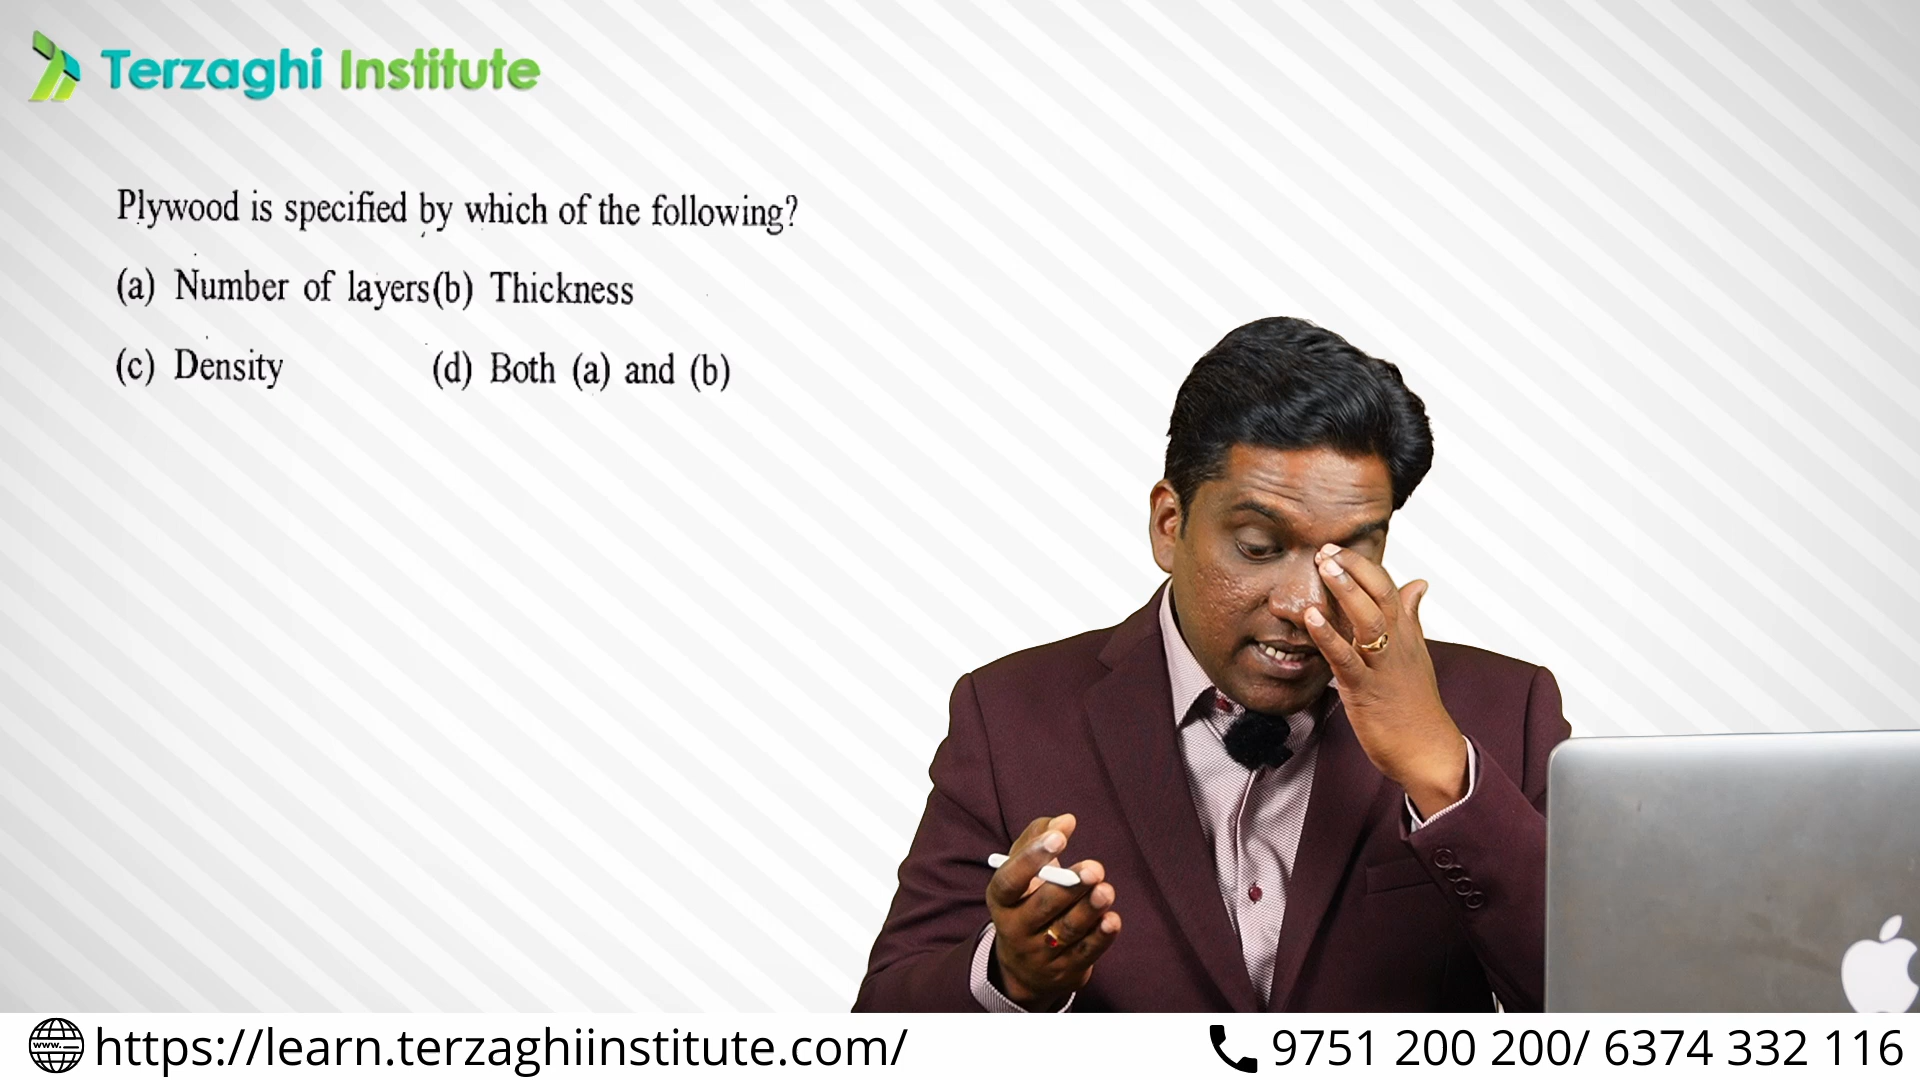 Terzaghi Institute
Plywood is specified by which of the following?
(a) Number of layers(b) Thickness
(c) Density (d) Both (a) and (b)
www. https://learn.terzaghiinstitute.com/ 9751 200 200/ 6374 332 116